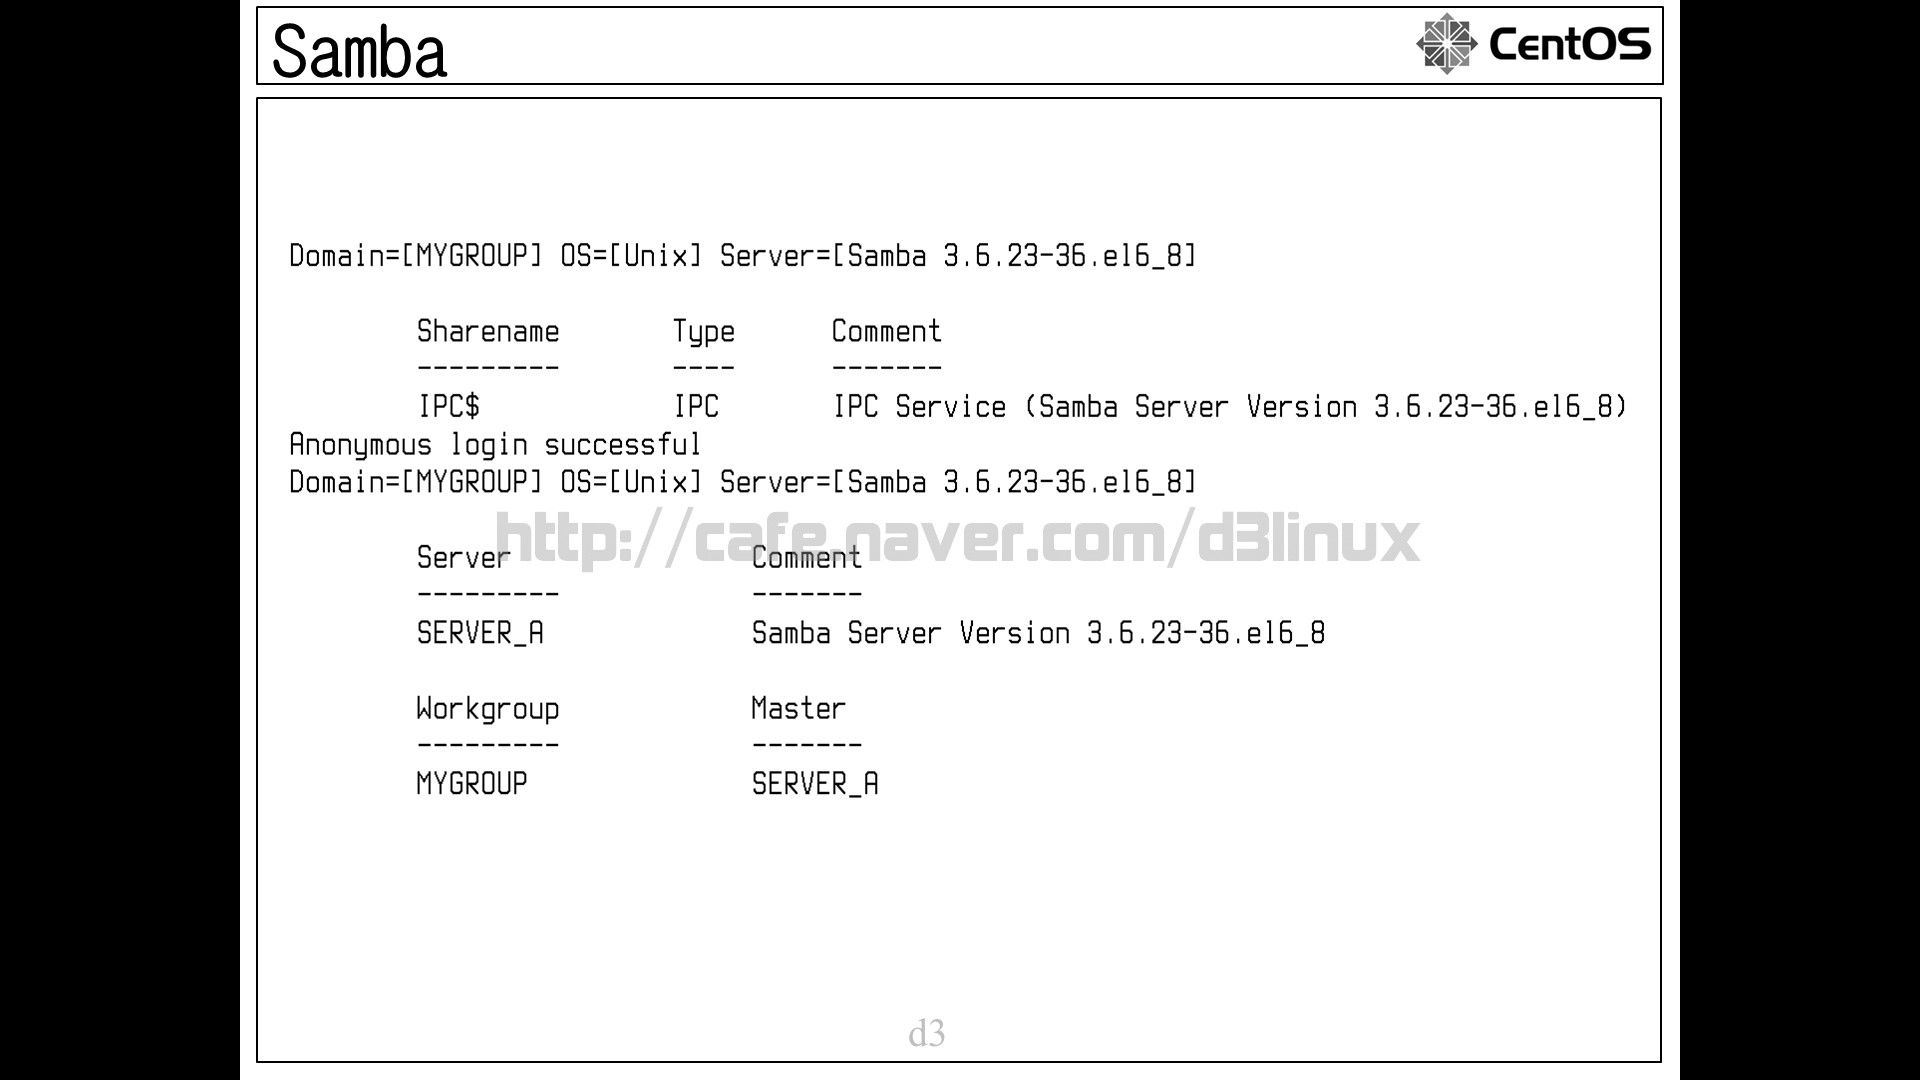 Samba
CentOS
Domain=[MYGROUP] OS=[Unix] Server=[Samba 3.6.23-36.el6_8]
Sharename Type Comment
--------- ---- -------
IPC$ IPC IPC Service (Samba Server Version 3.6.23-36.el6_8)
Anonymous login successful
Domain=[MYGROUP] OS=[Unix] Server=[Samba 3.6.23-36.el6_8]
http://cafe.naver.com/d3linux
Server Comment
--------- -------
SERVER_A Samba Server Version 3.6.23-36.el6_8
Workgroup Master
--------- -------
MYGROUP SERVER_A
d3